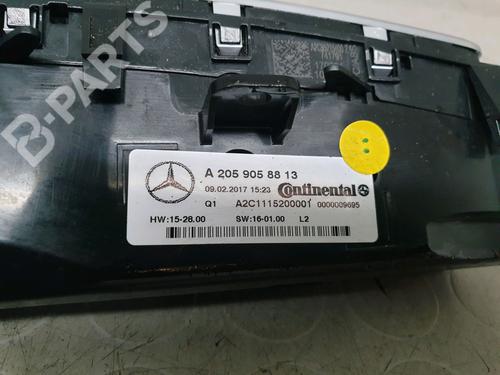 B-PARTS
A 205 905 88 13
09.02.2017 15:23 Continental
Q1 A2C1115200001 0000009695
HW:15-28.00 SW:16-01.00 L2